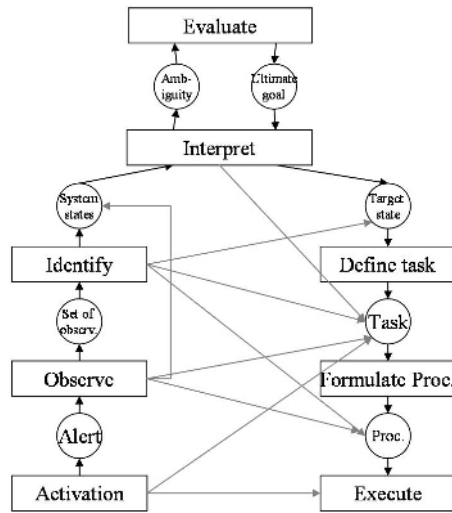 Evaluate
Amb-
iguity
Ultimate
goal
Interpret
System
states
Target
state
Identify
Define task
Set of
observ.
Task
Observe
Formulate Proc.
Alert
Proc.
Activation
Execute